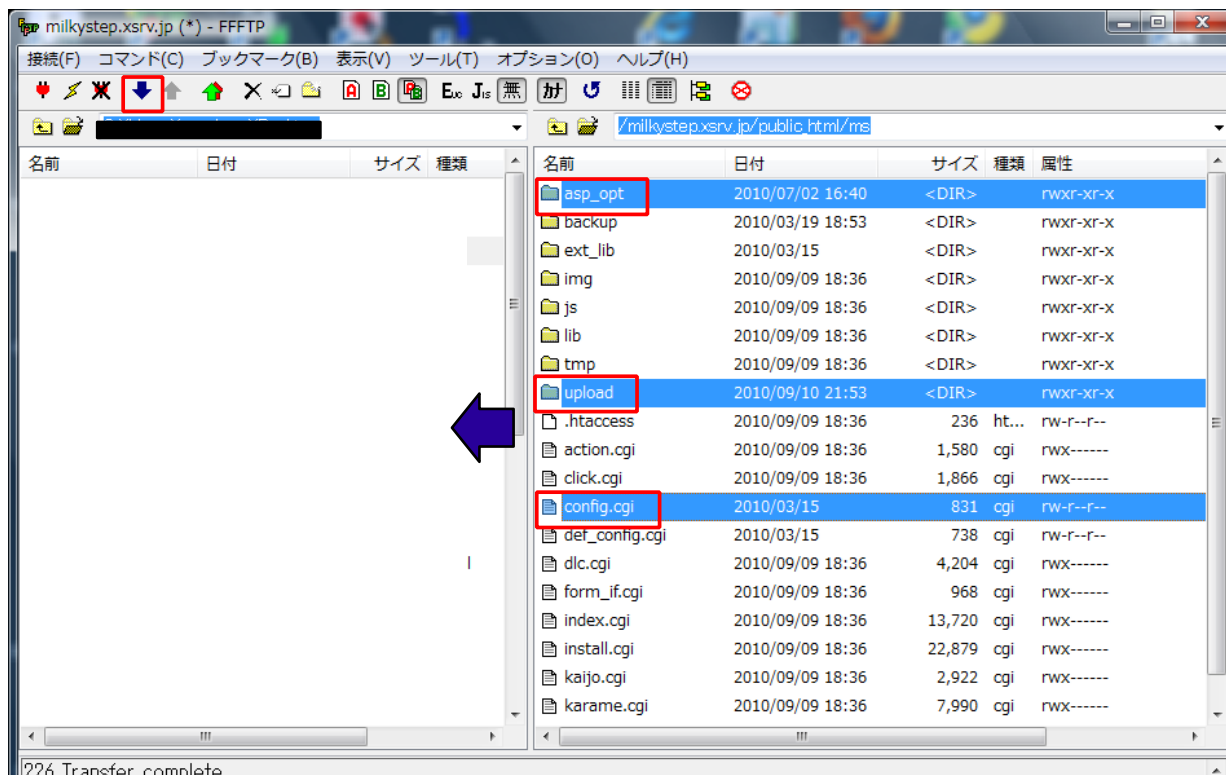 milkystep.xsrv.jp (*) - FFFTP
接続(F) コマンド(C) ブックマーク(B) 表示(V) ツール(T) オプション(O) ヘルプ(H)
A B Euc JIS 無 ｶﾅ
/milkystep.xsrv.jp/public_html/ms
名前 日付 サイズ 種類
名前 日付 サイズ 種類 属性
asp_opt 2010/07/02 16:40 <DIR> rwxr-xr-x
backup 2010/03/19 18:53 <DIR> rwxr-xr-x
ext_lib 2010/03/15 <DIR> rwxr-xr-x
img 2010/09/09 18:36 <DIR> rwxr-xr-x
js 2010/09/09 18:36 <DIR> rwxr-xr-x
lib 2010/09/09 18:36 <DIR> rwxr-xr-x
tmp 2010/09/09 18:36 <DIR> rwxr-xr-x
upload 2010/09/10 21:53 <DIR> rwxr-xr-x
.htaccess 2010/09/09 18:36 236 ht... rw-r--r--
action.cgi 2010/09/09 18:36 1,580 cgi rwx------
click.cgi 2010/09/09 18:36 1,866 cgi rwx------
config.cgi 2010/03/15 831 cgi rw-r--r--
def_config.cgi 2010/03/15 738 cgi rw-r--r--
dlc.cgi 2010/09/09 18:36 4,204 cgi rwx------
form_if.cgi 2010/09/09 18:36 968 cgi rwx------
index.cgi 2010/09/09 18:36 13,720 cgi rwx------
install.cgi 2010/09/09 18:36 22,879 cgi rwx------
kaijo.cgi 2010/09/09 18:36 2,922 cgi rwx------
karame.cgi 2010/09/09 18:36 7,990 cgi rwx------
226 Transfer complete